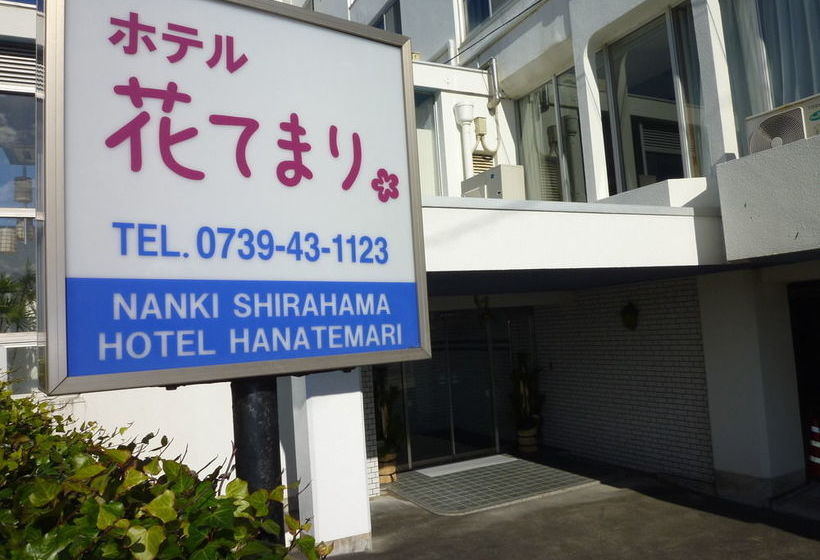 ホテル
花てまり
TEL. 0739-43-1123
NANKI SHIRAHAMA
HOTEL HANATEMARI